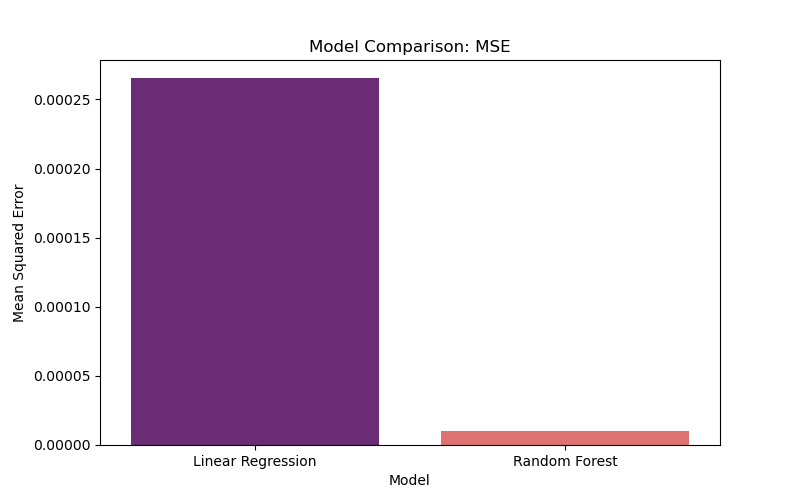 Model Comparison: MSE
Mean Squared Error
0.00025
0.00020
0.00015
0.00010
0.00005
0.00000
Linear Regression
Random Forest
Model